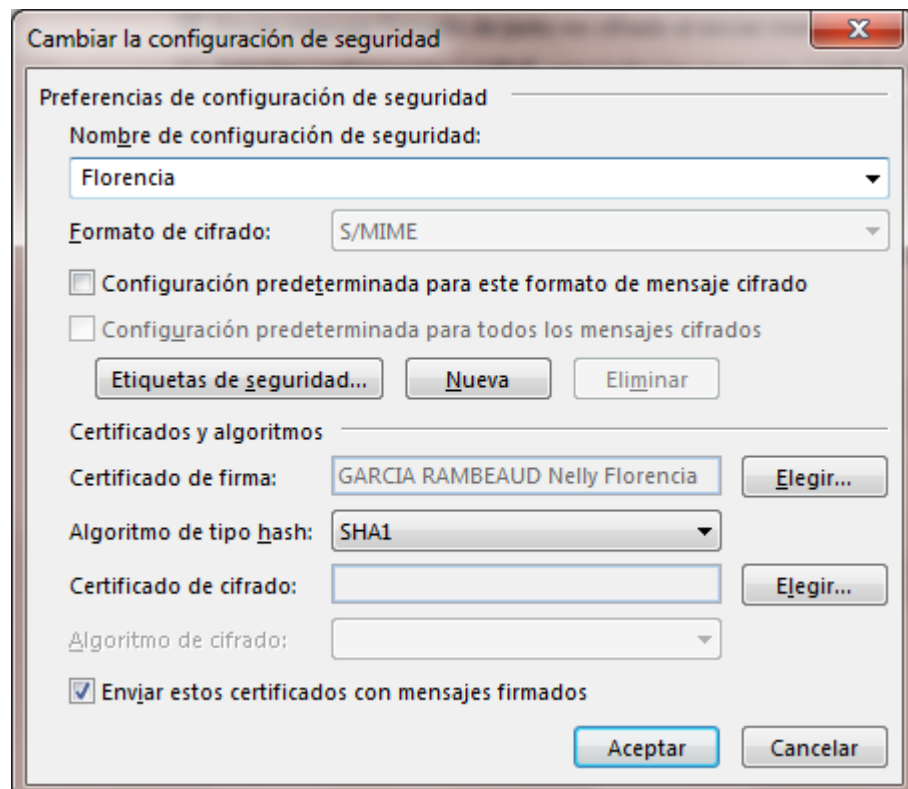 Cambiar la configuración de seguridad
Preferencias de configuración de seguridad
Nombre de configuración de seguridad:
Florencia
Formato de cifrado: S/MIME
Configuración predeterminada para este formato de mensaje cifrado
Configuración predeterminada para todos los mensajes cifrados
Etiquetas de seguridad... Nueva Eliminar
Certificados y algoritmos
Certificado de firma: GARCIA RAMBEAUD Nelly Florencia Elegir...
Algoritmo de tipo hash: SHA1
Certificado de cifrado: Elegir...
Algoritmo de cifrado:
Enviar estos certificados con mensajes firmados
Aceptar Cancelar